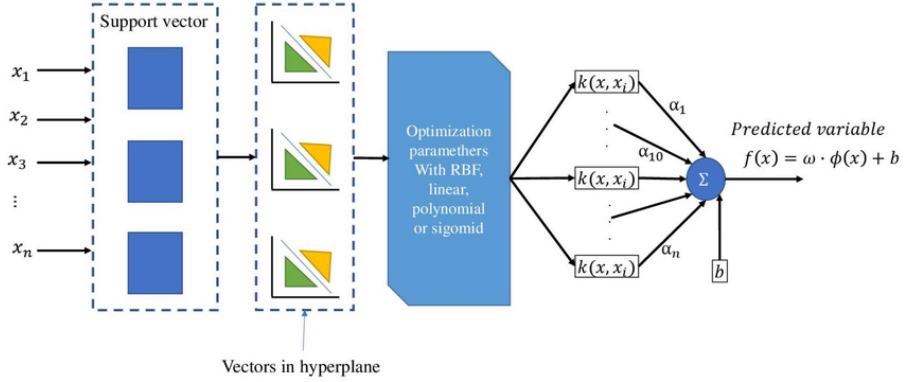 Support vector
x₁
x₂
x₃
⋮
xₙ
Vectors in hyperplane
Optimization
paramethers
With RBF,
linear,
polynomial
or sigomid
k(x, xᵢ)
k(x, xᵢ)
k(x, xᵢ)
α₁
α₁₀
αₙ
Σ
b
Predicted variable
f(x) = ω · ϕ(x) + b